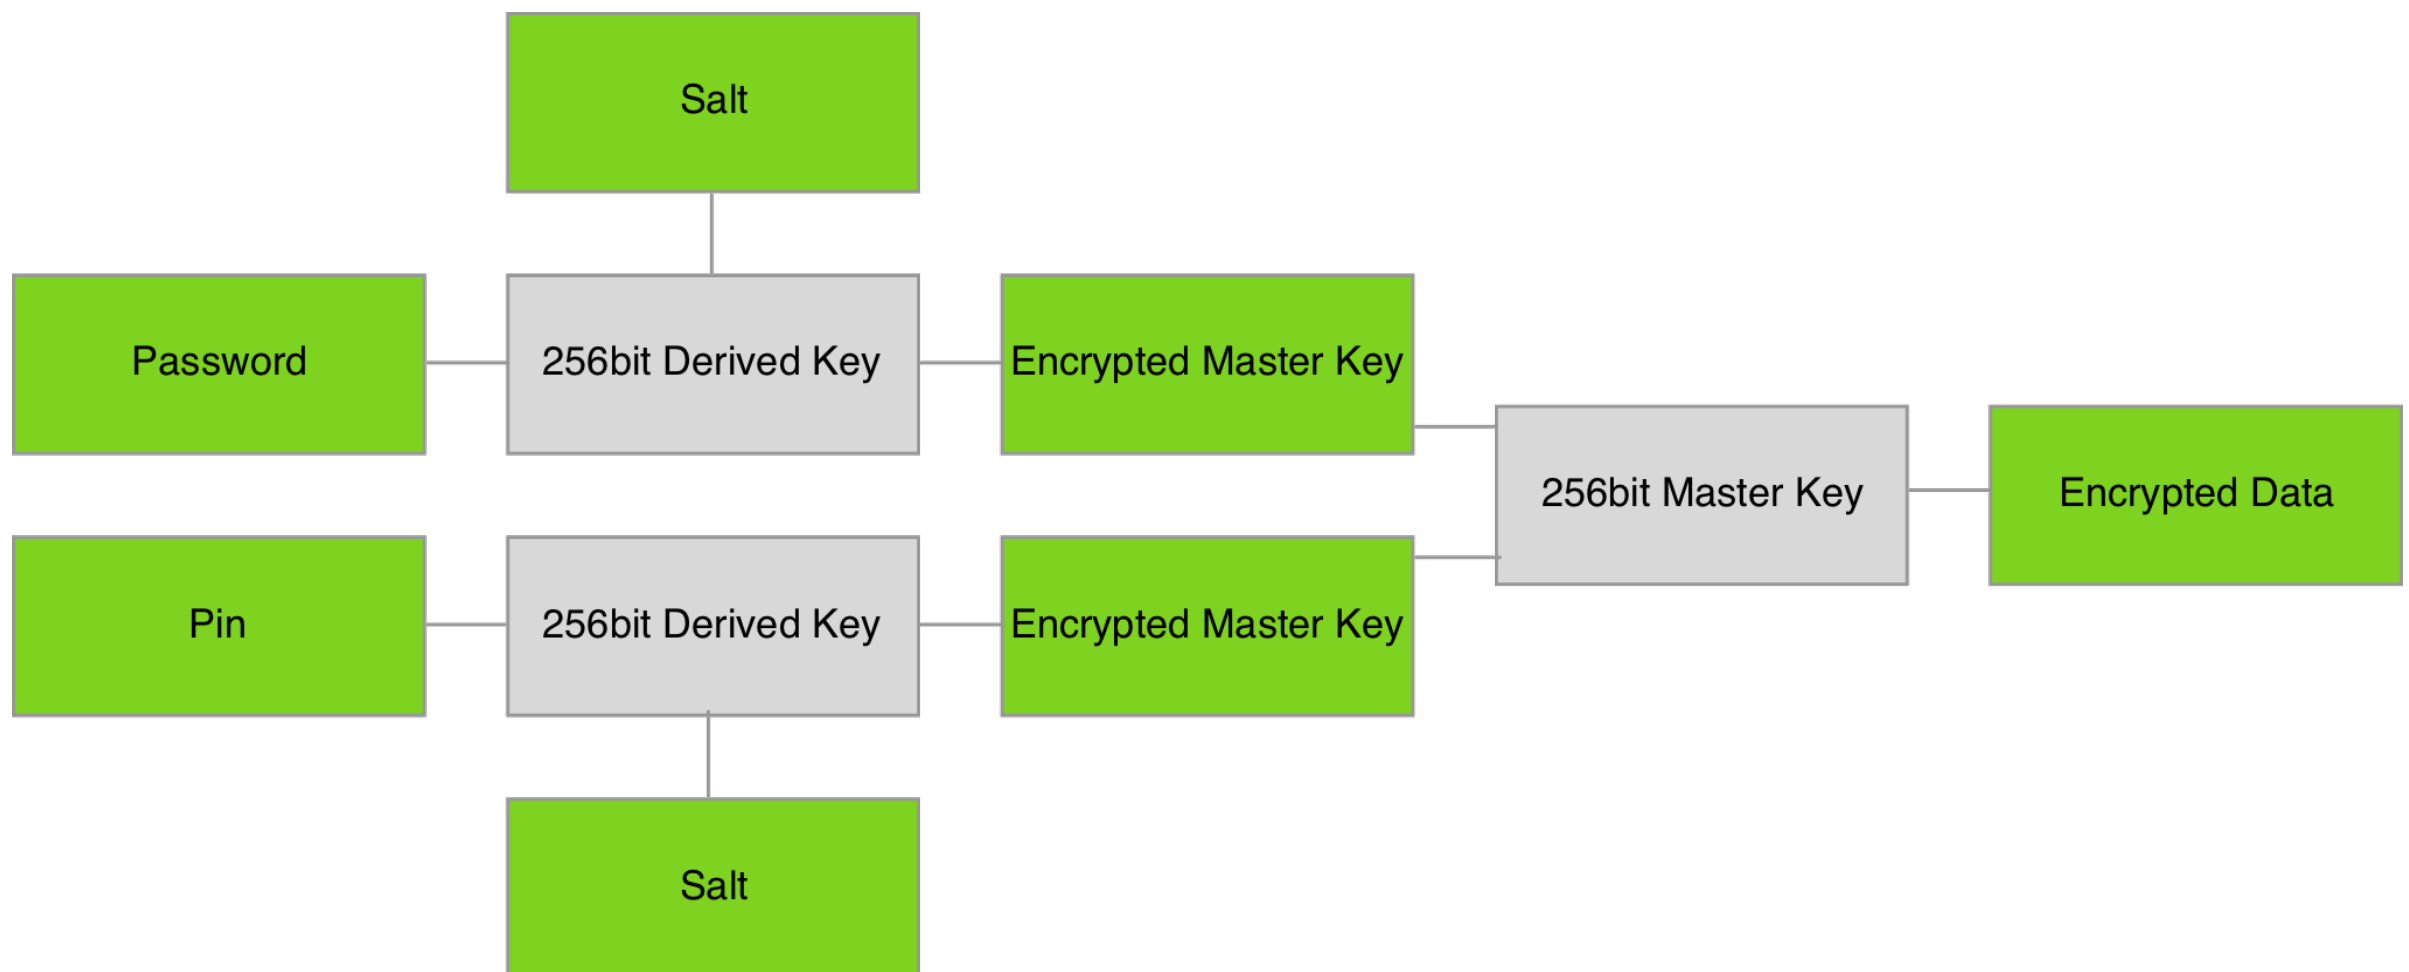 Salt
Password
256bit Derived Key
Encrypted Master Key
256bit Master Key
Encrypted Data
Pin
256bit Derived Key
Encrypted Master Key
Salt